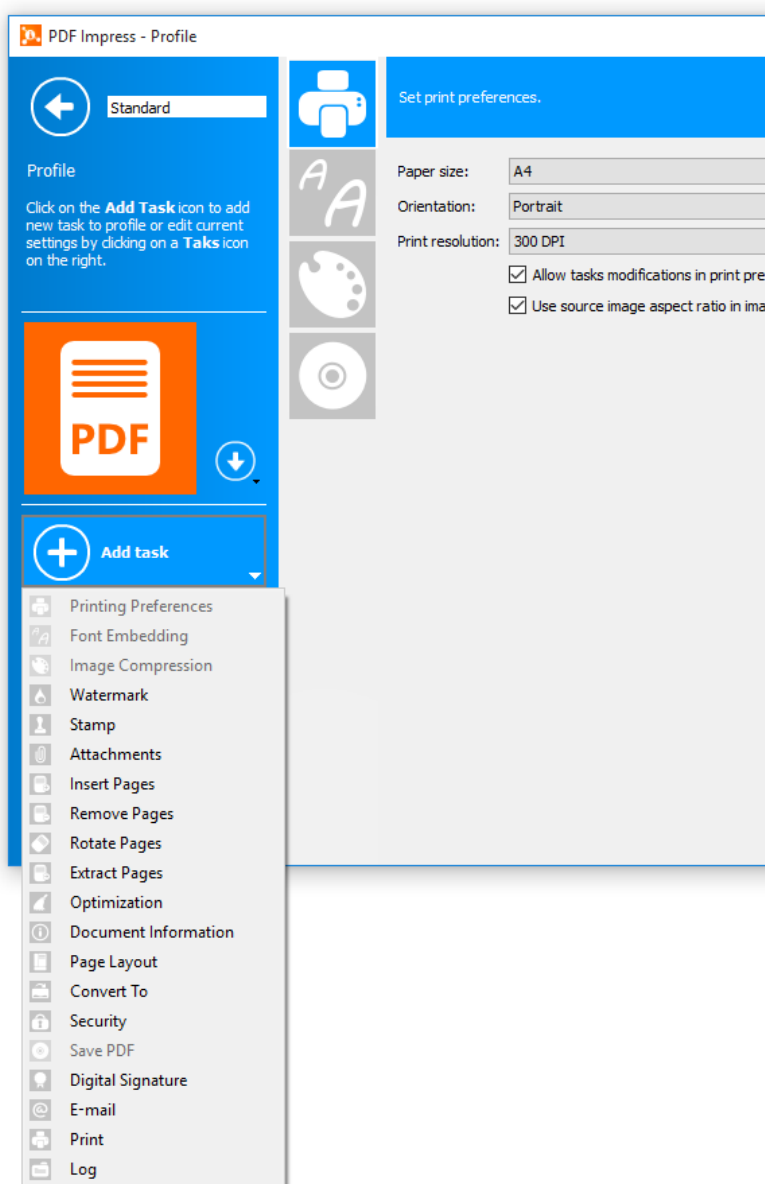 PDF Impress - Profile
Standard
Set print preferences.
Profile
Click on the Add Task icon to add
new task to profile or edit current
settings by clicking on a Taks icon
on the right.
Paper size: A4
Orientation: Portrait
Print resolution: 300 DPI
Allow tasks modifications in print pre
Use source image aspect ratio in ima
AA
PDF
Add task
Printing Preferences
Font Embedding
Image Compression
Watermark
Stamp
Attachments
Insert Pages
Remove Pages
Rotate Pages
Extract Pages
Optimization
Document Information
Page Layout
Convert To
Security
Save PDF
Digital Signature
E-mail
Print
Log